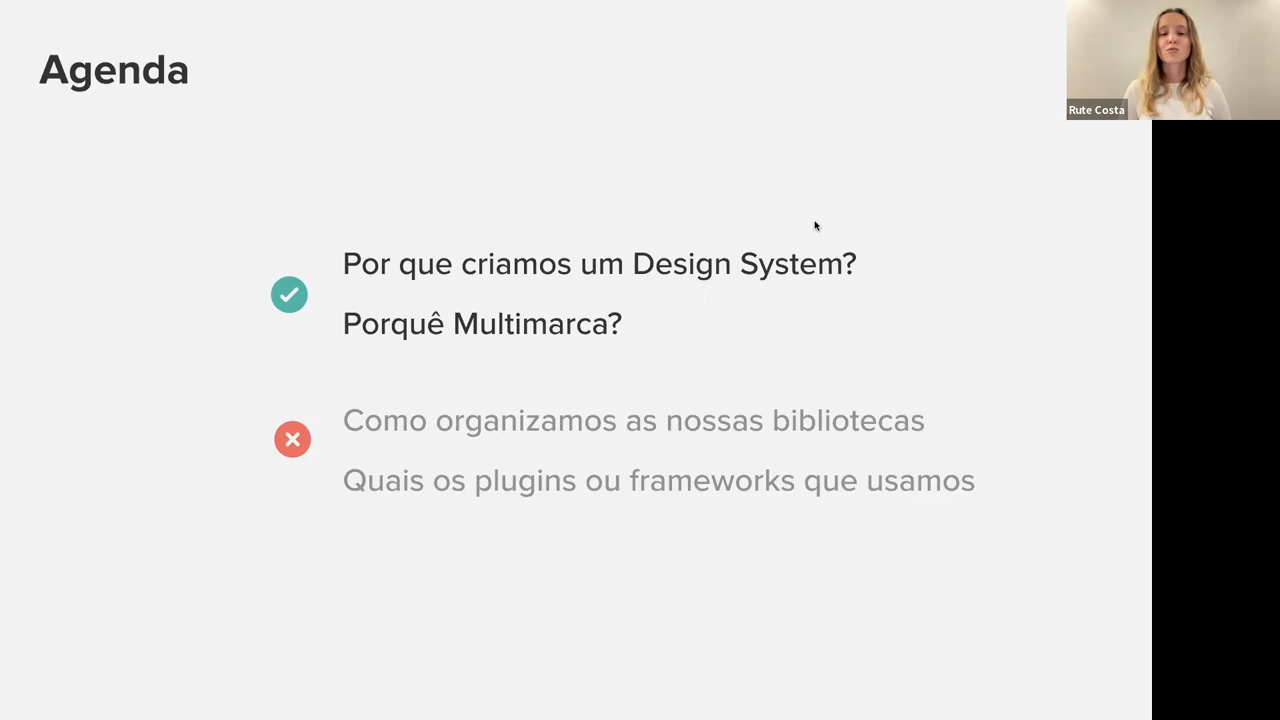 Agenda
Rute Costa
Por que criamos um Design System?
Porquê Multimarca?
Como organizamos as nossas bibliotecas
Quais os plugins ou frameworks que usamos